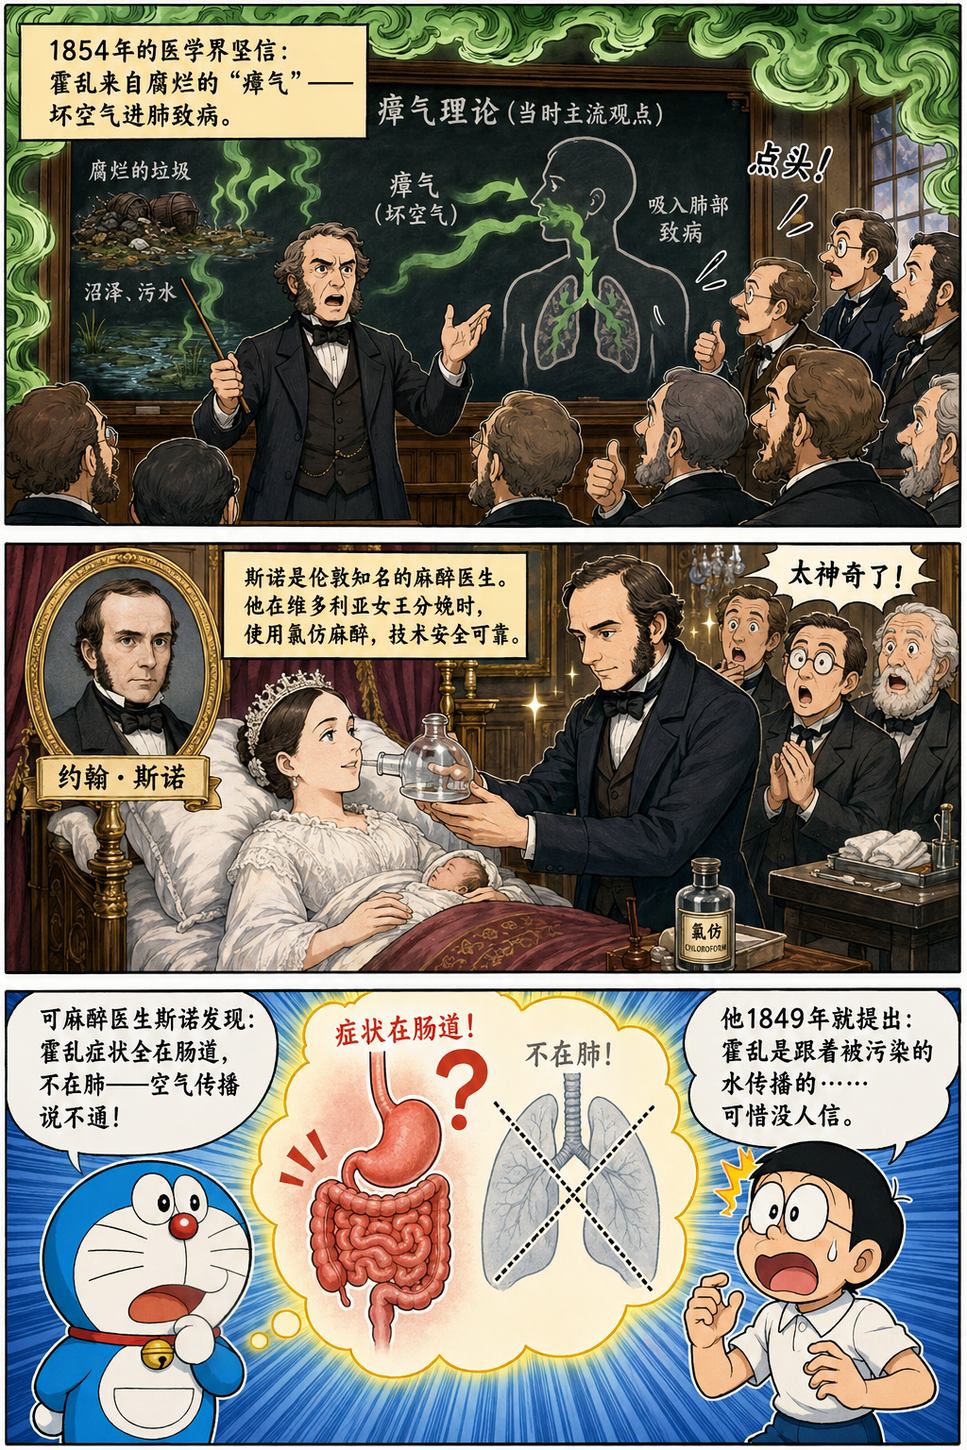 1854年的医学界坚信：
霍乱来自腐烂的“瘴气”——
坏空气进肺致病。
瘴气理论（当时主流观点）
腐烂的垃圾
瘴气
（坏空气）
吸入肺部
致病
沼泽、污水
点头！
斯诺是伦敦知名的麻醉医生。
他在维多利亚女王分娩时，
使用氯仿麻醉，技术安全可靠。
太神奇了！
约翰·斯诺
氯仿
CHLOROFORM
可麻醉医生斯诺发现：
霍乱症状全在肠道，
不在肺——空气传播
说不通！
症状在肠道！
?
不在肺！
他1849年就提出：
霍乱是跟着被污染的
水传播的……
可惜没人信。